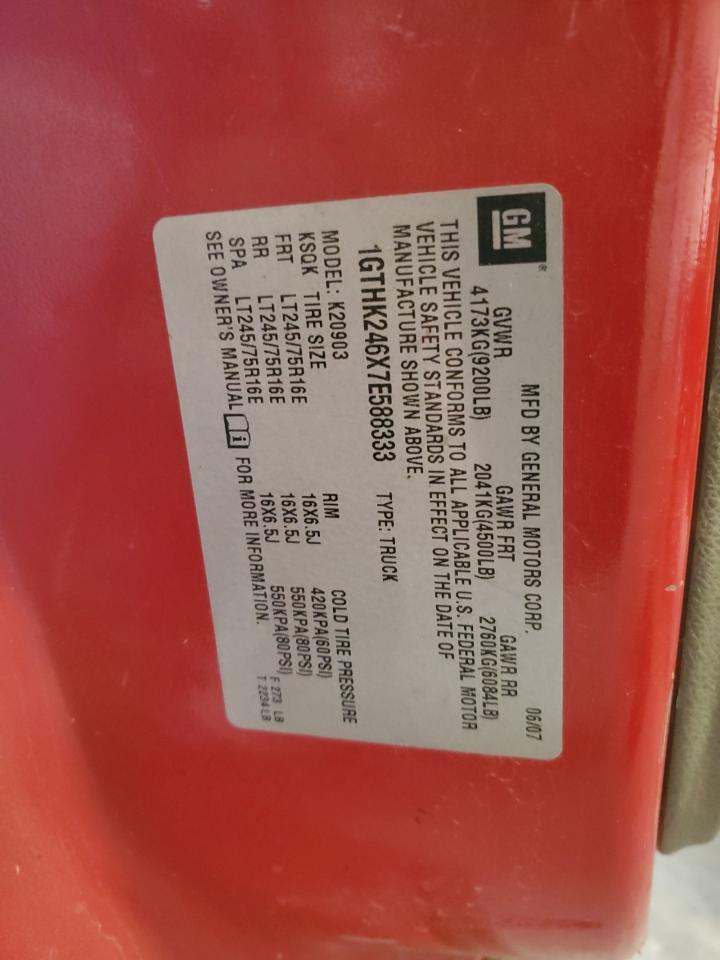 GM®
MFD BY GENERAL MOTORS CORP. 06/07
GVWR GAWR FRT GAWR RR
4173KG(9200LB) 2041KG(4500LB) 2760KG(6084LB)
THIS VEHICLE CONFORMS TO ALL APPLICABLE U.S. FEDERAL MOTOR
VEHICLE SAFETY STANDARDS IN EFFECT ON THE DATE OF
MANUFACTURE SHOWN ABOVE.
1GTHK246X7E588333 TYPE: TRUCK
MODEL: K20903
KSQK TIRE SIZE RIM COLD TIRE PRESSURE
FRT LT245/75R16E 16X6.5J 420KPA(60PSI)
RR LT245/75R16E 16X6.5J 550KPA(80PSI)
SPA LT245/75R16E 16X6.5J 550KPA(80PSI)
SEE OWNER'S MANUAL i FOR MORE INFORMATION.
F 273 LB
T 2234 LB